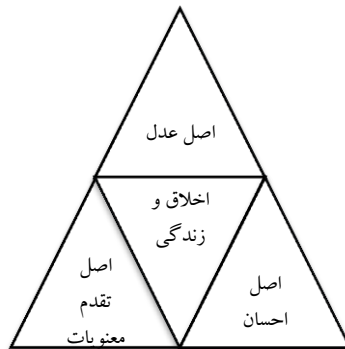 اصل عدل
اخلاق و
زندگی
اصل
احسان
اصل
تقدم
معنویات